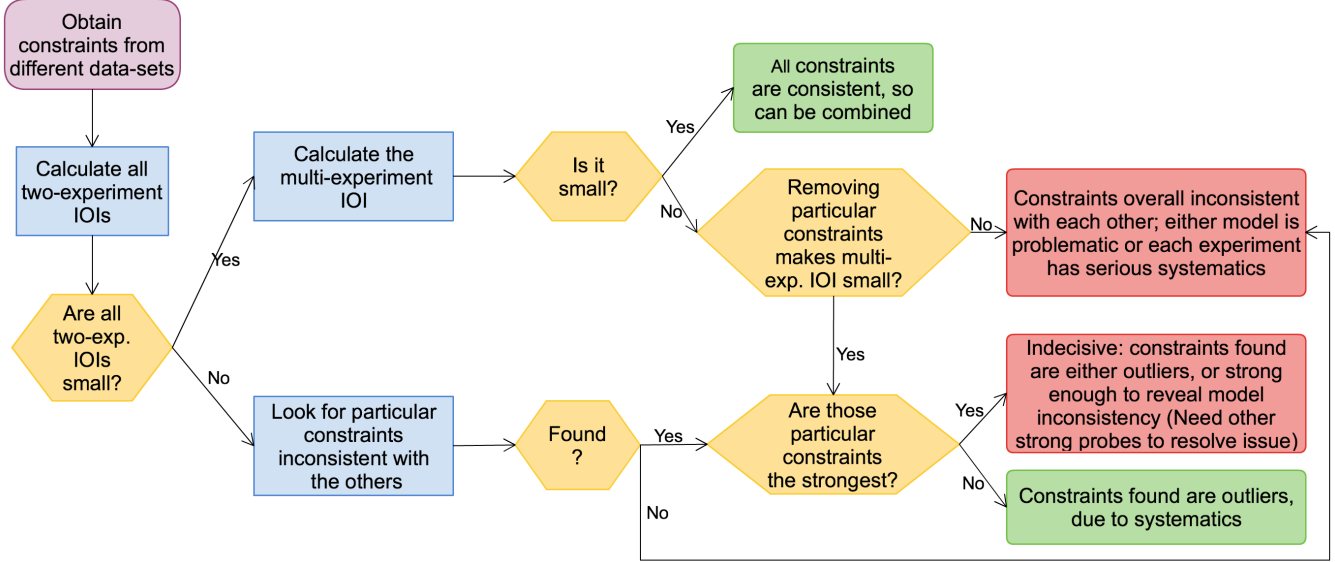 Obtain
constraints from
different data-sets
Calculate all
two-experiment
IOIs
Are all
two-exp.
IOIs
small?
Yes
No
Calculate the
multi-experiment
IOI
Is it
small?
Yes
No
All constraints
are consistent, so
can be combined
Removing
particular
constraints
makes multi-
exp. IOI small?
No
Yes
Constraints overall inconsistent
with each other; either model is
problematic or each experiment
has serious systematics
Look for particular
constraints
inconsistent with
the others
Found
?
Yes
No
Are those
particular
constraints
the strongest?
Yes
No
Indecisive: constraints found
are either outliers, or strong
enough to reveal model
inconsistency (Need other
strong probes to resolve issue)
Constraints found are outliers,
due to systematics